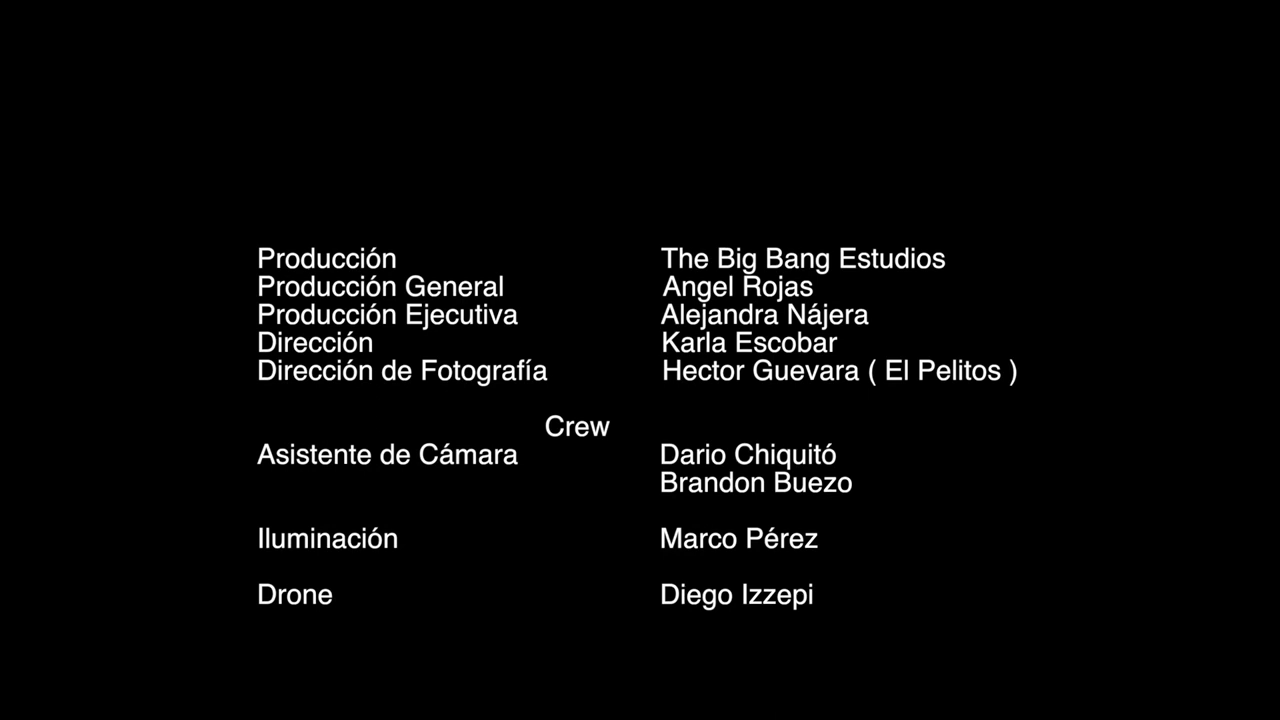 Producción The Big Bang Estudios
Producción General Angel Rojas
Producción Ejecutiva Alejandra Nájera
Dirección Karla Escobar
Dirección de Fotografía Hector Guevara ( El Pelitos )
Crew
Asistente de Cámara Dario Chiquitó
Brandon Buezo
Iluminación Marco Pérez
Drone Diego Izzepi